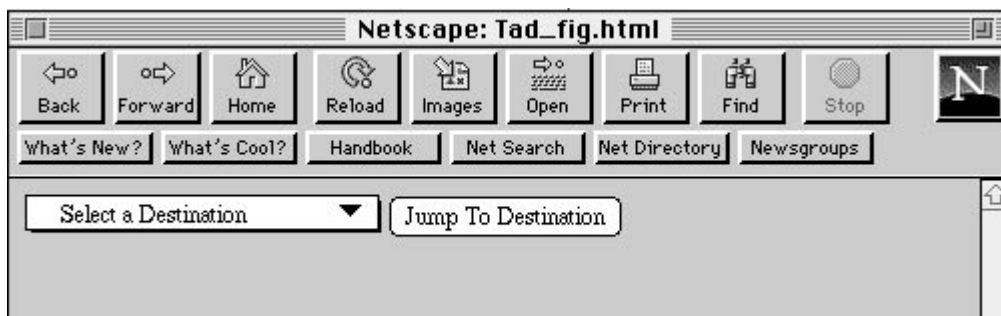 Netscape: Tad_fig.html
Back Forward Home Reload Images Open Print Find Stop N
What's New? What's Cool? Handbook Net Search Net Directory Newsgroups
Select a Destination Jump To Destination